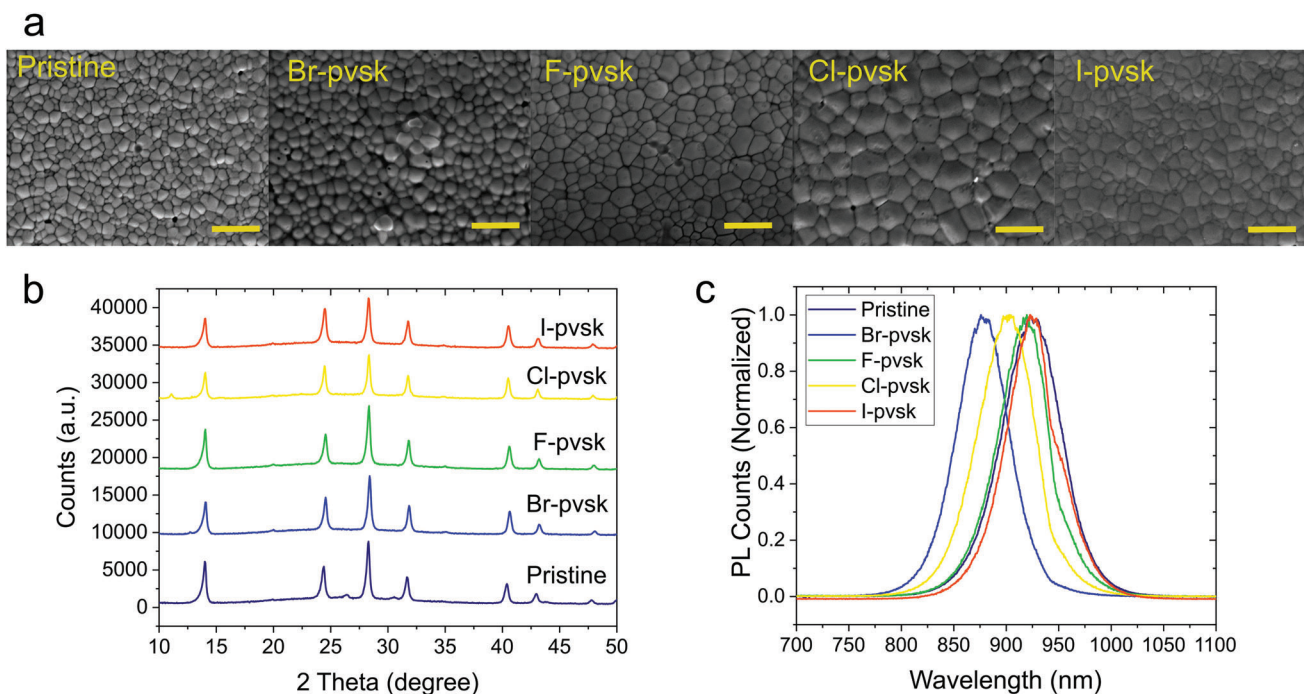 a
Pristine
Br-pvsk
F-pvsk
Cl-pvsk
I-pvsk
b
40000
35000
30000
25000
20000
15000
10000
5000
0
Counts (a.u.)
I-pvsk
Cl-pvsk
F-pvsk
Br-pvsk
Pristine
10 15 20 25 30 35 40 45 50
2 Theta (degree)
c
1.0
0.8
0.6
0.4
0.2
0.0
PL Counts (Normalized)
Pristine
Br-pvsk
F-pvsk
Cl-pvsk
I-pvsk
700 750 800 850 900 950 1000 1050 1100
Wavelength (nm)